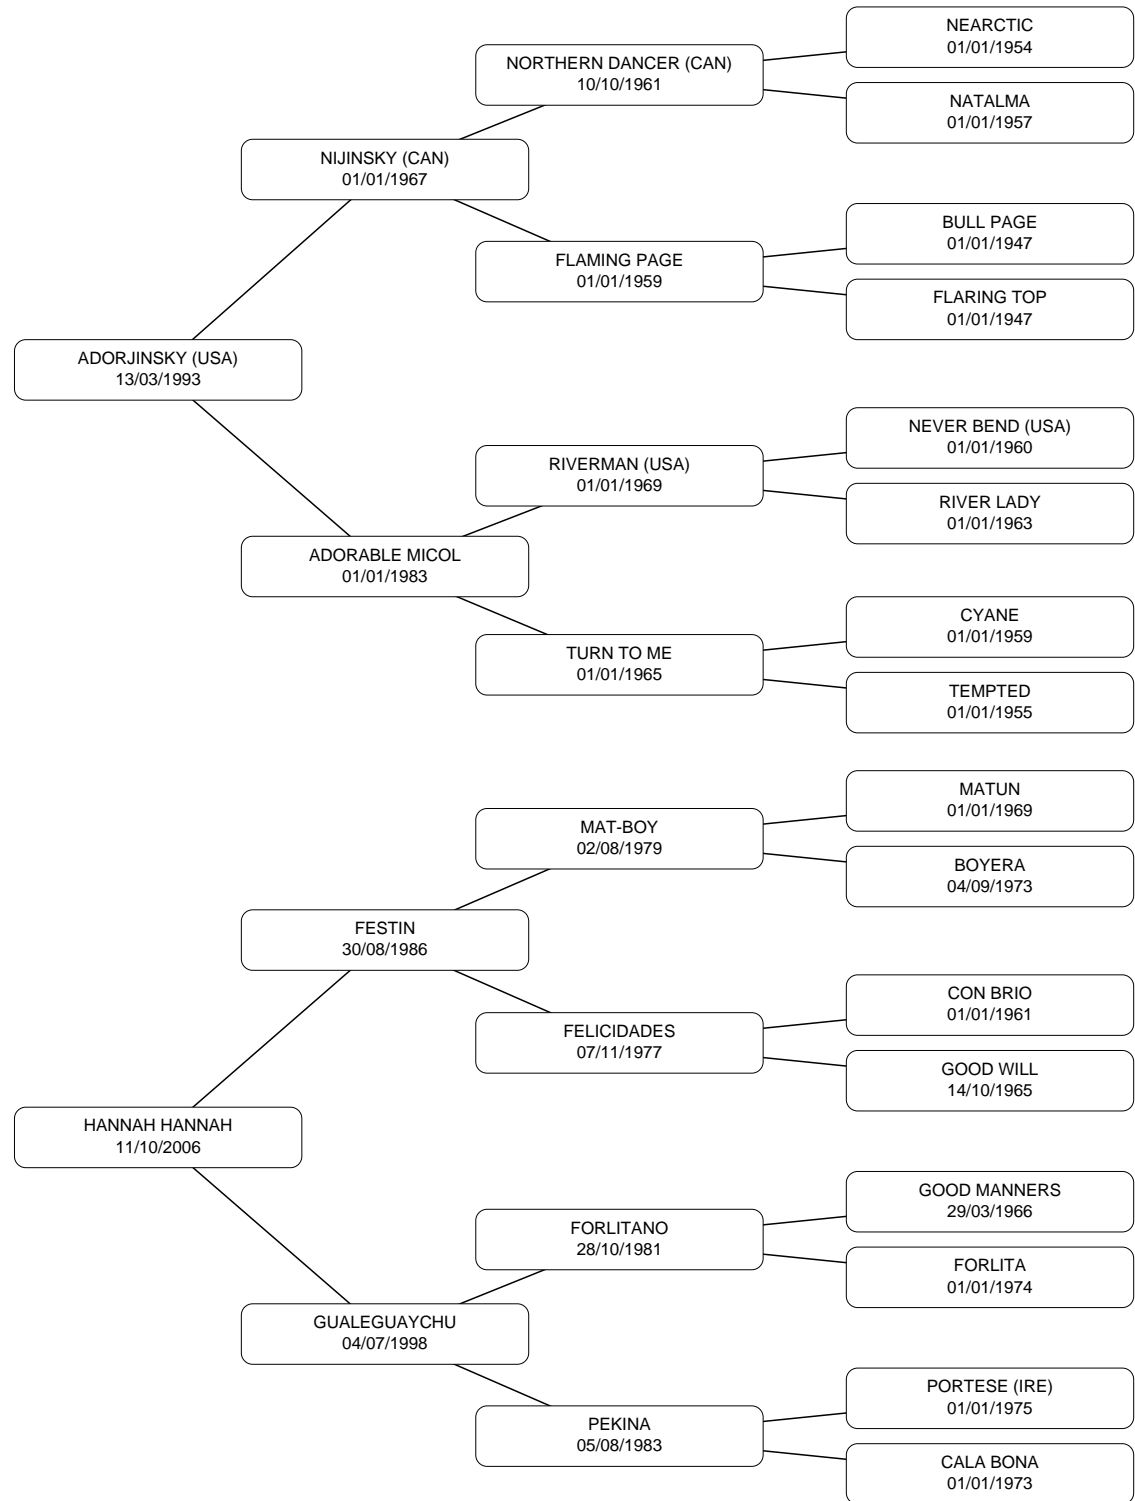 NEARCTIC
01/01/1954
NORTHERN DANCER (CAN)
10/10/1961
NATALMA
01/01/1957
NIJINSKY (CAN)
01/01/1967
BULL PAGE
01/01/1947
FLAMING PAGE
01/01/1959
FLARING TOP
01/01/1947
ADORJINSKY (USA)
13/03/1993
NEVER BEND (USA)
01/01/1960
RIVERMAN (USA)
01/01/1969
RIVER LADY
01/01/1963
ADORABLE MICOL
01/01/1983
CYANE
01/01/1959
TURN TO ME
01/01/1965
TEMPTED
01/01/1955
MATUN
01/01/1969
MAT-BOY
02/08/1979
BOYERA
04/09/1973
FESTIN
30/08/1986
CON BRIO
01/01/1961
FELICIDADES
07/11/1977
GOOD WILL
14/10/1965
HANNAH HANNAH
11/10/2006
GOOD MANNERS
29/03/1966
FORLITANO
28/10/1981
FORLITA
01/01/1974
GUALEGUAYCHU
04/07/1998
PORTESE (IRE)
01/01/1975
PEKINA
05/08/1983
CALA BONA
01/01/1973